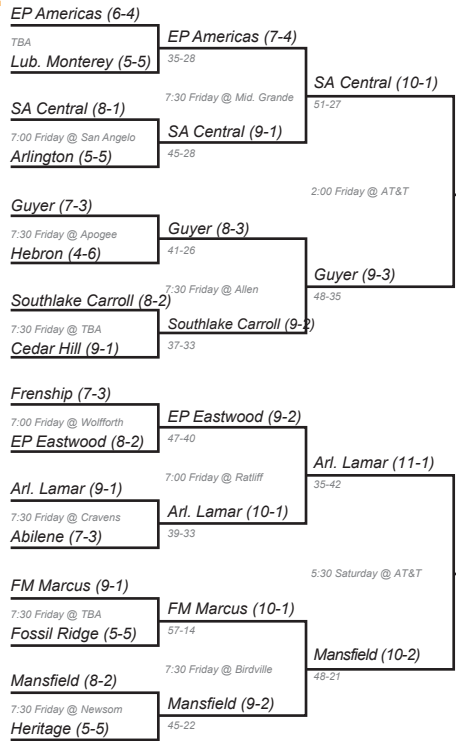 EP Americas (6-4)
TBA
Lub. Monterey (5-5)
SA Central (8-1)
7:00 Friday @ San Angelo
Arlington (5-5)
Guyer (7-3)
7:30 Friday @ Apogee
Hebron (4-6)
Southlake Carroll (8-2)
7:30 Friday @ TBA
Cedar Hill (9-1)
Frenship (7-3)
7:00 Friday @ Wolfforth
EP Eastwood (8-2)
Arl. Lamar (9-1)
7:30 Friday @ Cravens
Abilene (7-3)
FM Marcus (9-1)
7:30 Friday @ TBA
Fossil Ridge (5-5)
Mansfield (8-2)
7:30 Friday @ Newsom
Heritage (5-5)
EP Americas (7-4)
35-28
7:30 Friday @ Mid. Grande
SA Central (9-1)
45-28
Guyer (8-3)
41-26
7:30 Friday @ Allen
Southlake Carroll (9-2)
37-33
EP Eastwood (9-2)
47-40
7:00 Friday @ Ratliff
Arl. Lamar (10-1)
39-33
FM Marcus (10-1)
57-14
7:30 Friday @ Birdville
Mansfield (9-2)
45-22
SA Central (10-1)
51-27
2:00 Friday @ AT&T
Guyer (9-3)
48-35
Arl. Lamar (11-1)
35-42
5:30 Saturday @ AT&T
Mansfield (10-2)
48-21